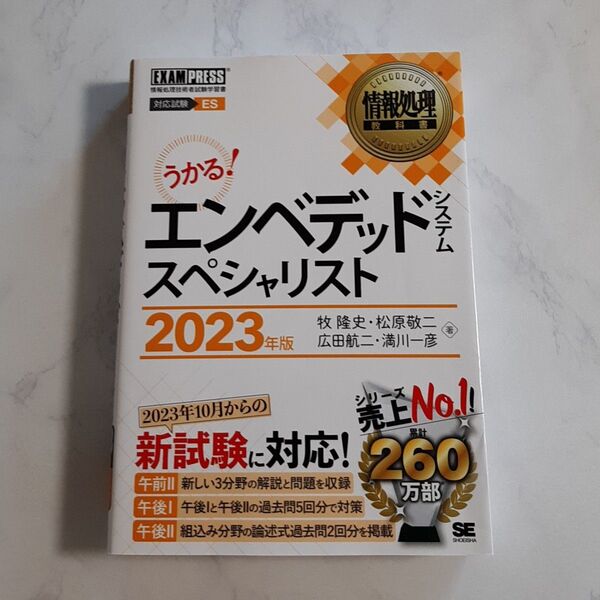 EXAMPRESS®
情報処理技術者試験学習書
対応試験 ES
情報処理®
教科書
うかる!
エンベデッドシステム
スペシャリスト
2023年版
牧 隆史・松原敬二
広田航二・満川一彦 著
2023年10月からの
新試験に対応!
午前II 新しい3分野の解説と問題を収録
午後I 午後Iと午後IIの過去問5回分で対策
午後II 組込み分野の論述式過去問2回分を掲載
シリーズ
売上No.1!
累計
260
万部
SE
SHOEISHA